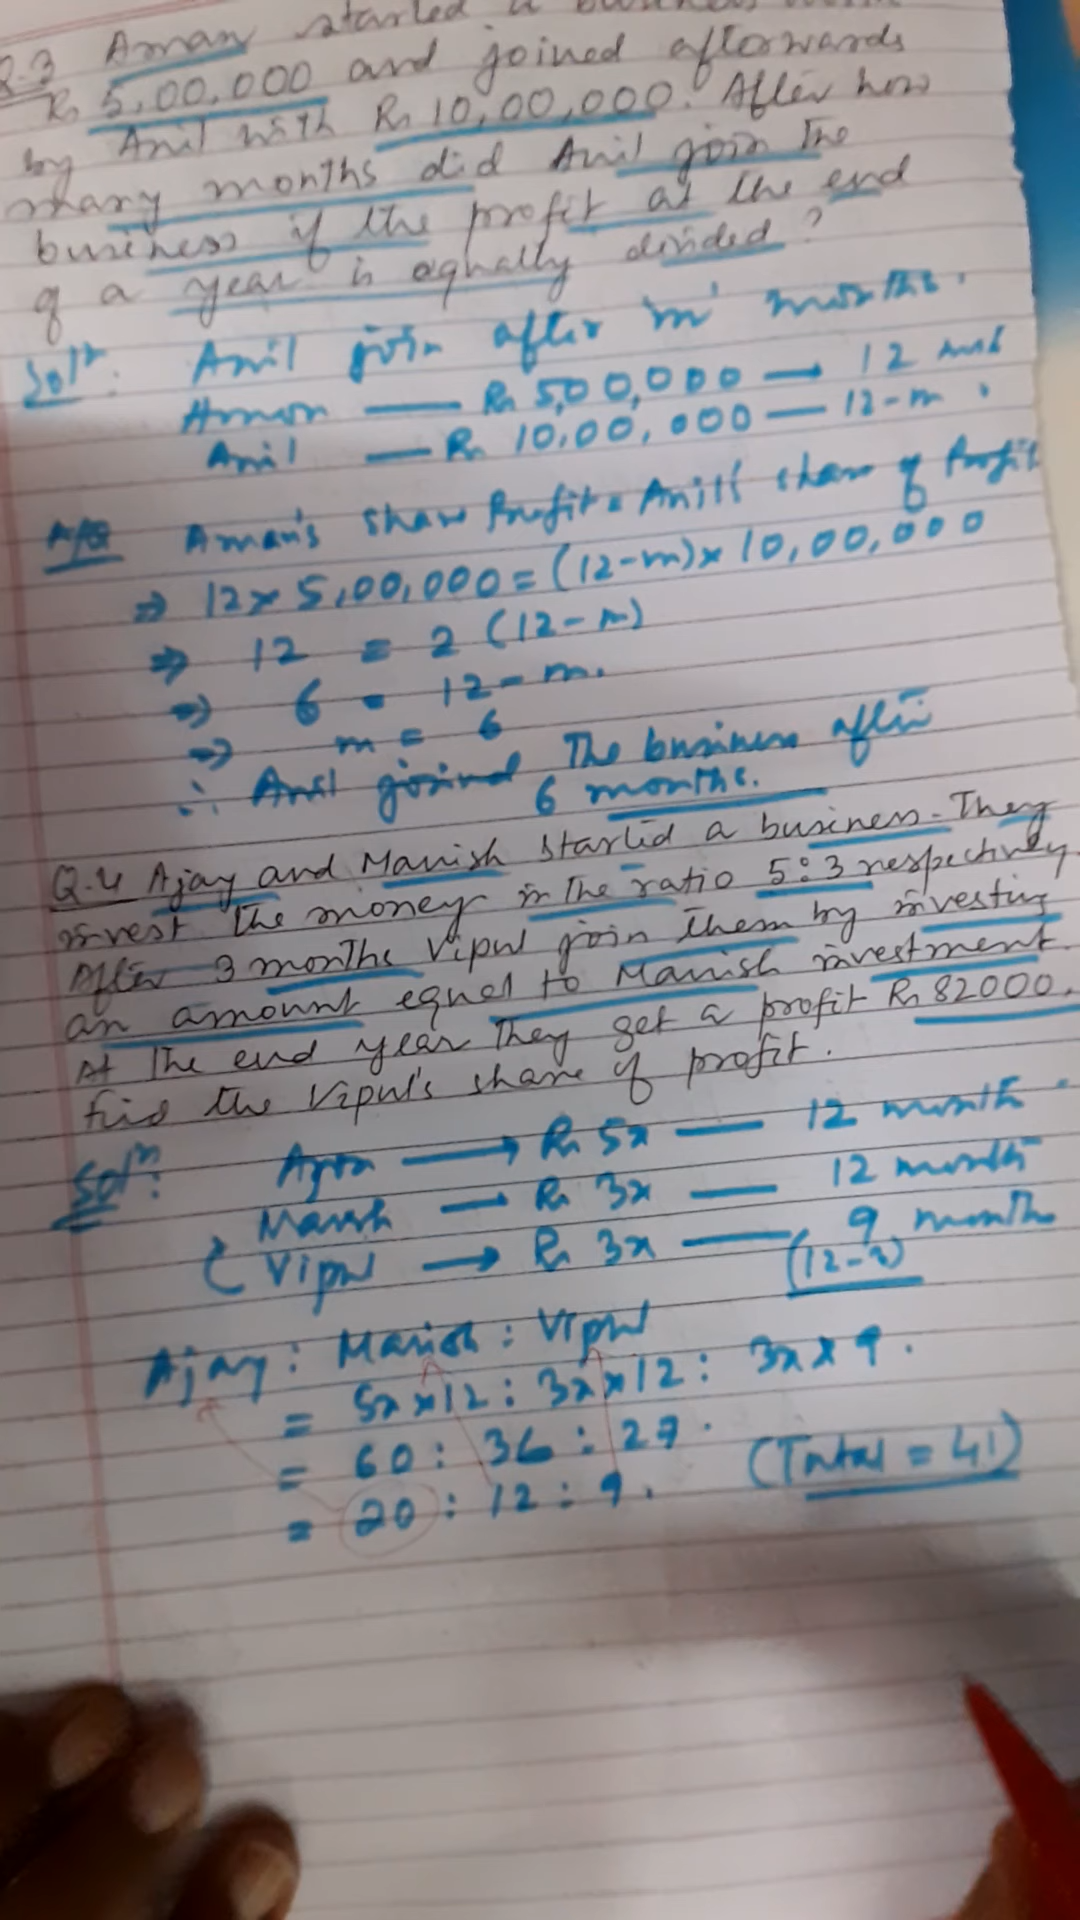 Q.3 Aman started a business
Rs 5,00,000 and joined afterwards
by Anil with Rs 10,00,000. After how
many months did Anil join the
business if the profit at the end
of a year is equally divided?
Soln: Anil join after 'm' months.
Aman — Rs 5,00,000 — 12
Anil — Rs 10,00,000 — 12-m.
A/Q Aman's share Profit = Anil's share of Profit
⇒ 12 x 5,00,000 = (12-m) x 10,00,000
⇒ 12 = 2 (12-m)
⇒ 6 = 12-m.
⇒ m = 6
∴ Anil joined The business after
6 months.
Q.4 Ajay and Manish Started a business. They
invest the money in the ratio 5:3 respectively
After 3 months Vipul join them by investing
an amount equal to Manish investment.
At the end year They get a profit Rs 82000.
find the Vipul's share of profit.
Soln: Ajay → Rs 5x — 12 month
Manish — Rs 3x — 12 month
Vipul → Rs 3x — 9 month
(12-3)
Ajay : Manish : Vipul
= 5x x 12 : 3x x 12 : 3x x 9.
= 60 : 36 : 27.
= 20 : 12 : 9. (Total = 41)